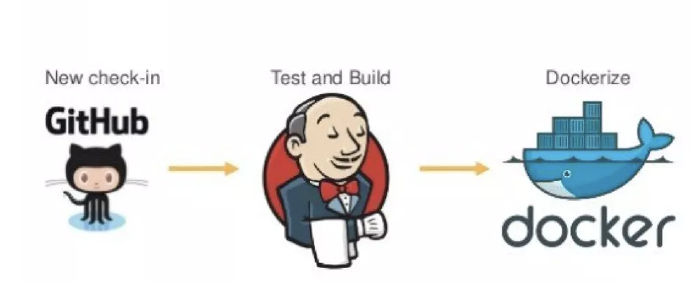 New check-in
Test and Build
Dockerize
GitHub
docker